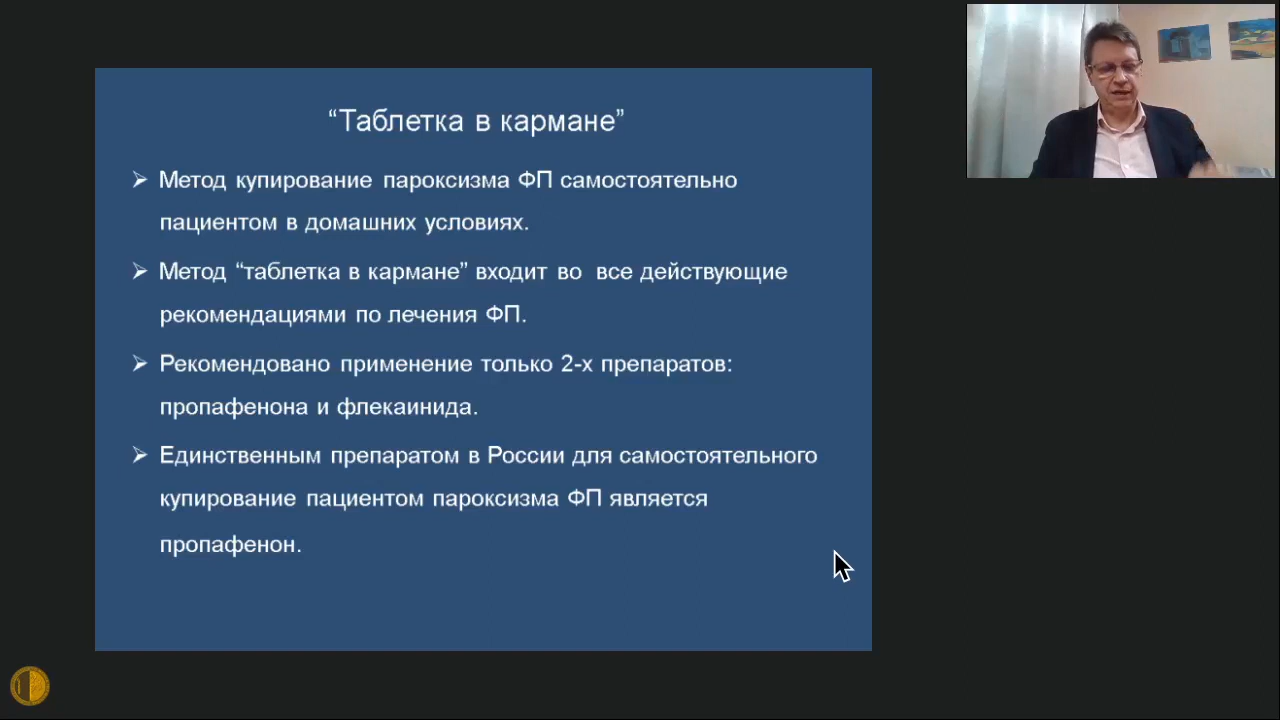 “Таблетка в кармане”
Метод купирование пароксизма ФП самостоятельно
пациентом в домашних условиях.
Метод “таблетка в кармане” входит во все действующие
рекомендациями по лечения ФП.
Рекомендовано применение только 2-х препаратов:
пропафенона и флекаинида.
Единственным препаратом в России для самостоятельного
купирование пациентом пароксизма ФП является
пропафенон.